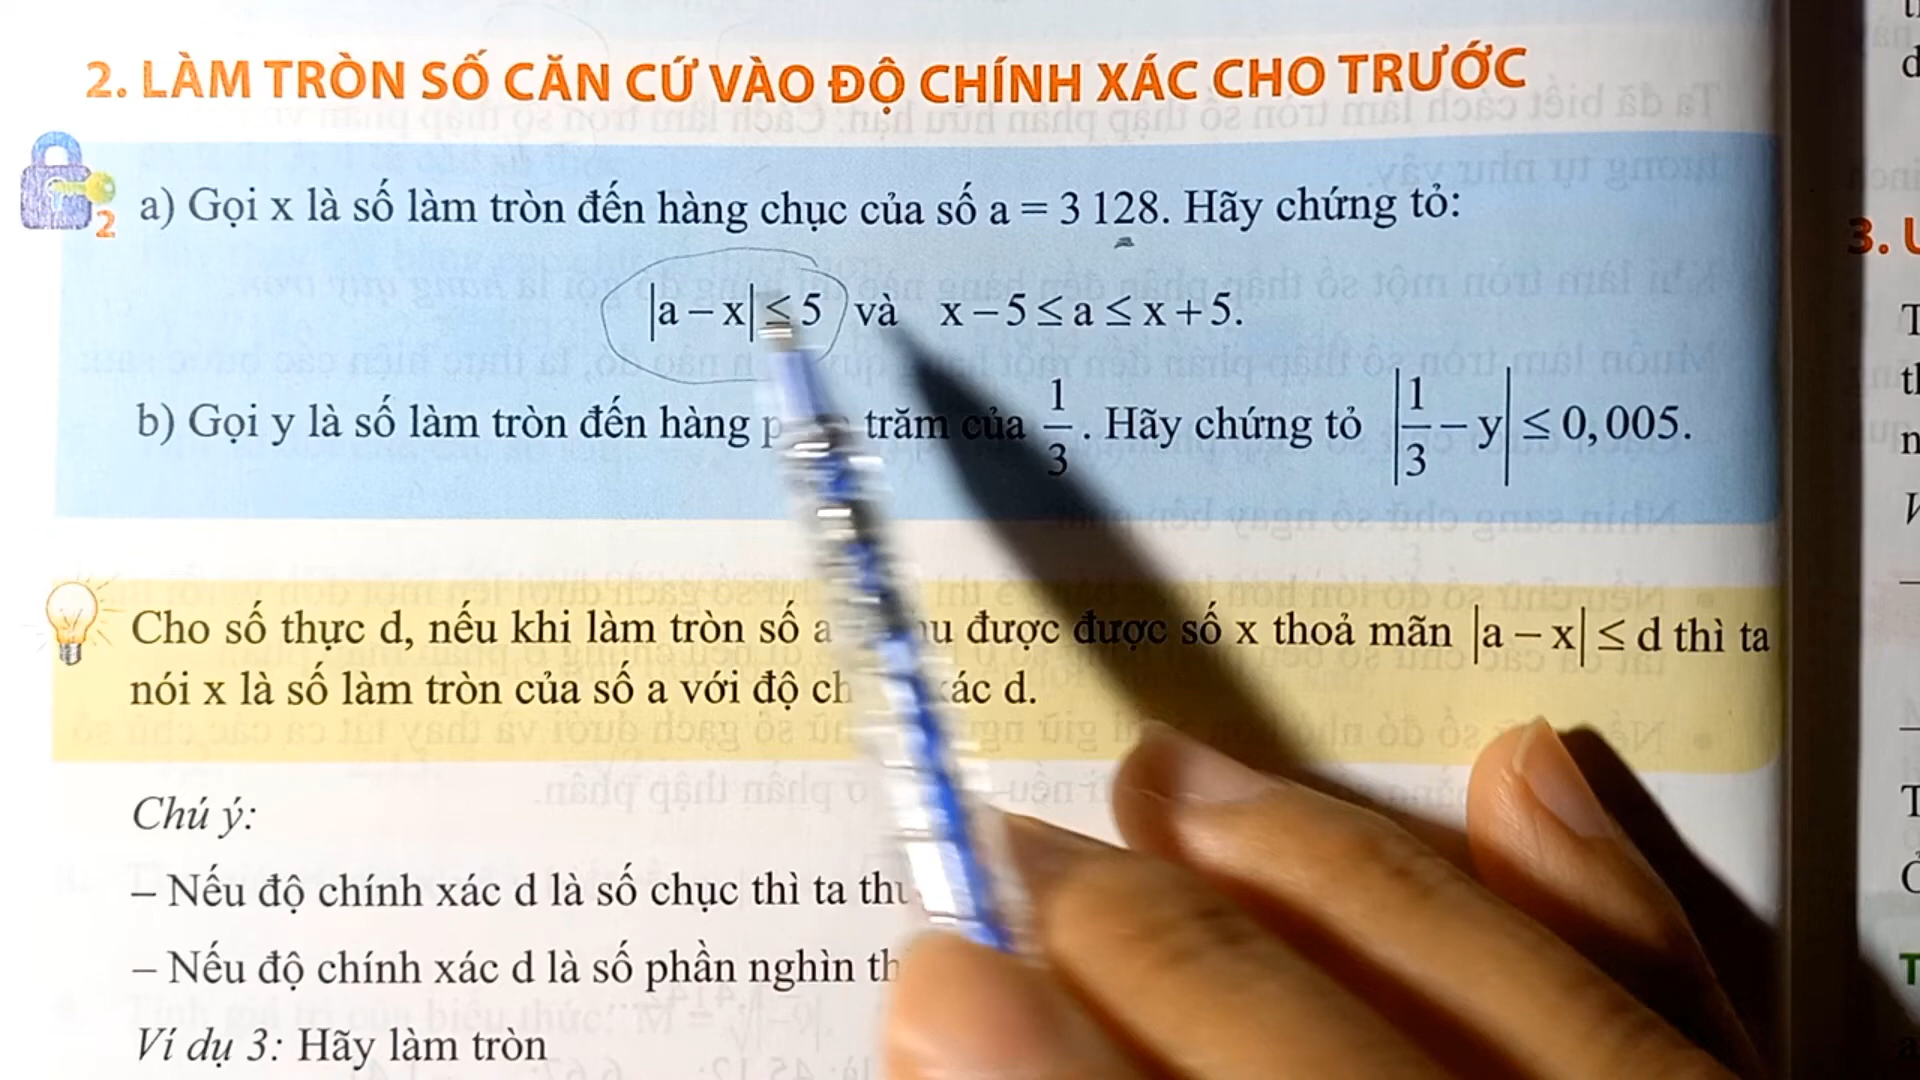 2. LÀM TRÒN SỐ CĂN CỨ VÀO ĐỘ CHÍNH XÁC CHO TRƯỚC
2 a) Gọi x là số làm tròn đến hàng chục của số a = 3 128. Hãy chứng tỏ:
|a – x| ≤ 5 và x – 5 ≤ a ≤ x + 5.
b) Gọi y là số làm tròn đến hàng trăm của 1/3. Hãy chứng tỏ |1/3 – y| ≤ 0,005.
Cho số thực d, nếu khi làm tròn số a được được số x thoả mãn |a – x| ≤ d thì ta
nói x là số làm tròn của số a với độ d.
Chú ý:
– Nếu độ chính xác d là số chục thì ta
– Nếu độ chính xác d là số phần nghìn
Ví dụ 3: Hãy làm tròn
3.